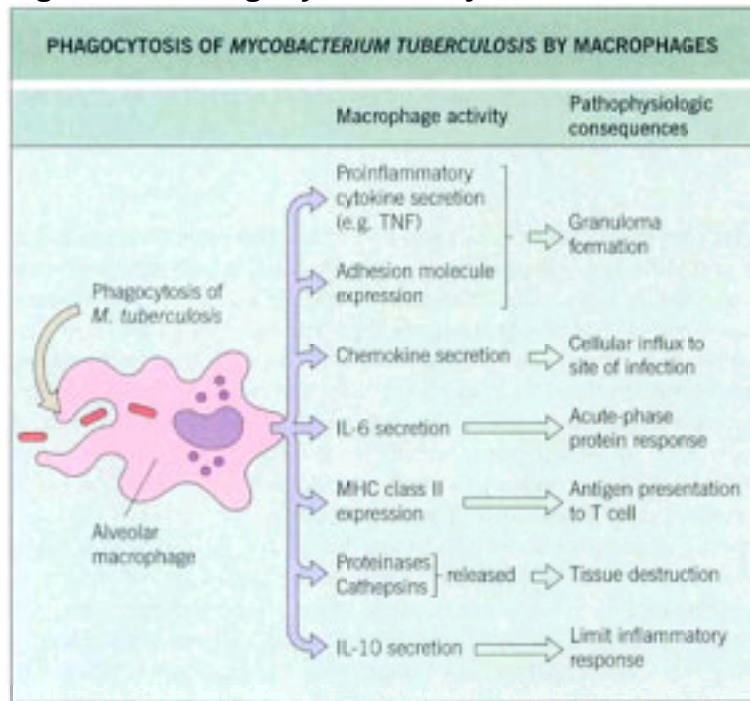 PHAGOCYTOSIS OF MYCOBACTERIUM TUBERCULOSIS BY MACROPHAGES
Macrophage activity
Pathophysiologic
consequences
Phagocytosis of
M. tuberculosis
Alveolar
macrophage
Proinflammatory
cytokine secretion
(e.g. TNF)
Adhesion molecule
expression
Granuloma
formation
Chemokine secretion
Cellular influx to
site of infection
IL-6 secretion
Acute-phase
protein response
MHC class II
expression
Antigen presentation
to T cell
Proteinases
Cathepsins
released
Tissue destruction
IL-10 secretion
Limit inflammatory
response